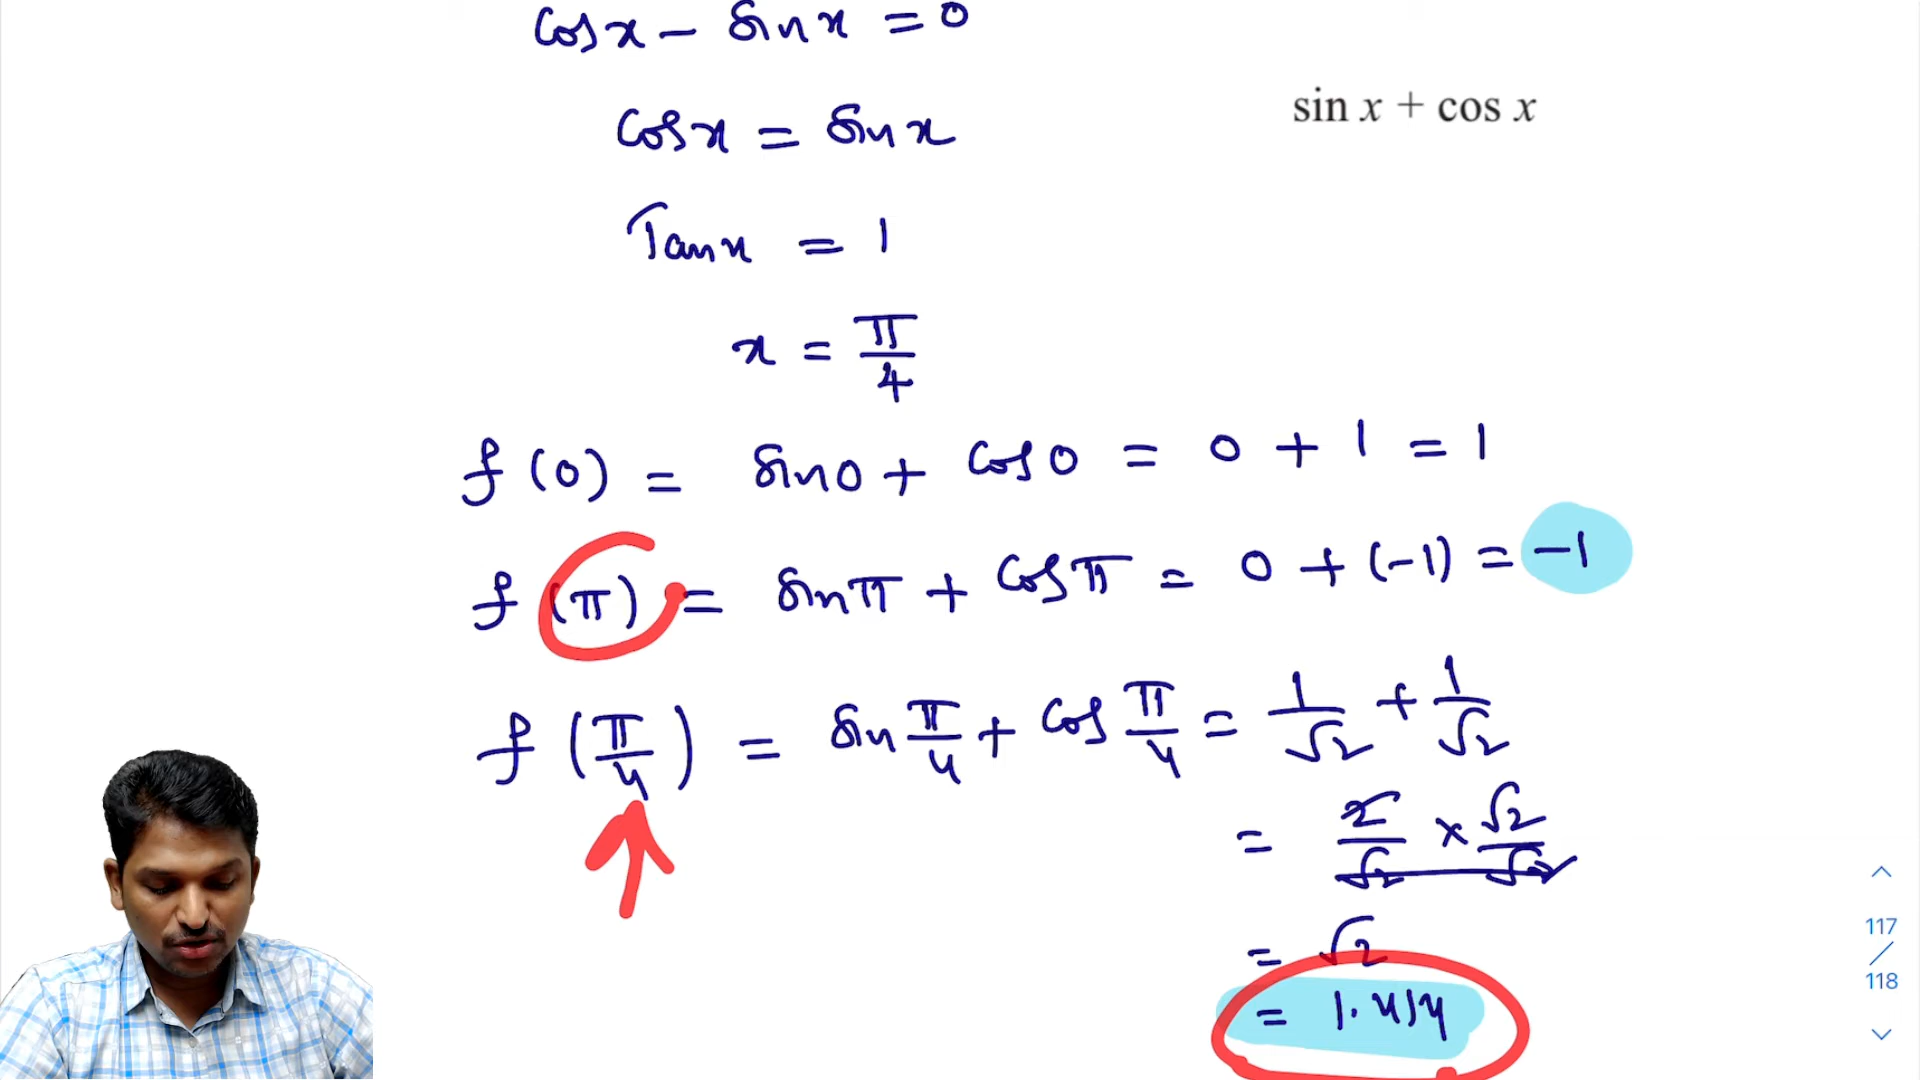 cos x - sin x = 0
sin x + cos x
cos x = sin x
Tan x = 1
x = π/4
f(0) = sin 0 + cos 0 = 0 + 1 = 1
f(π) = sin π + cos π = 0 + (-1) = -1
f(π/4) = sin π/4 + cos π/4 = 1/√2 + 1/√2
= 2/√2 × √2/√2
= √2
= 1.414
117
/
118